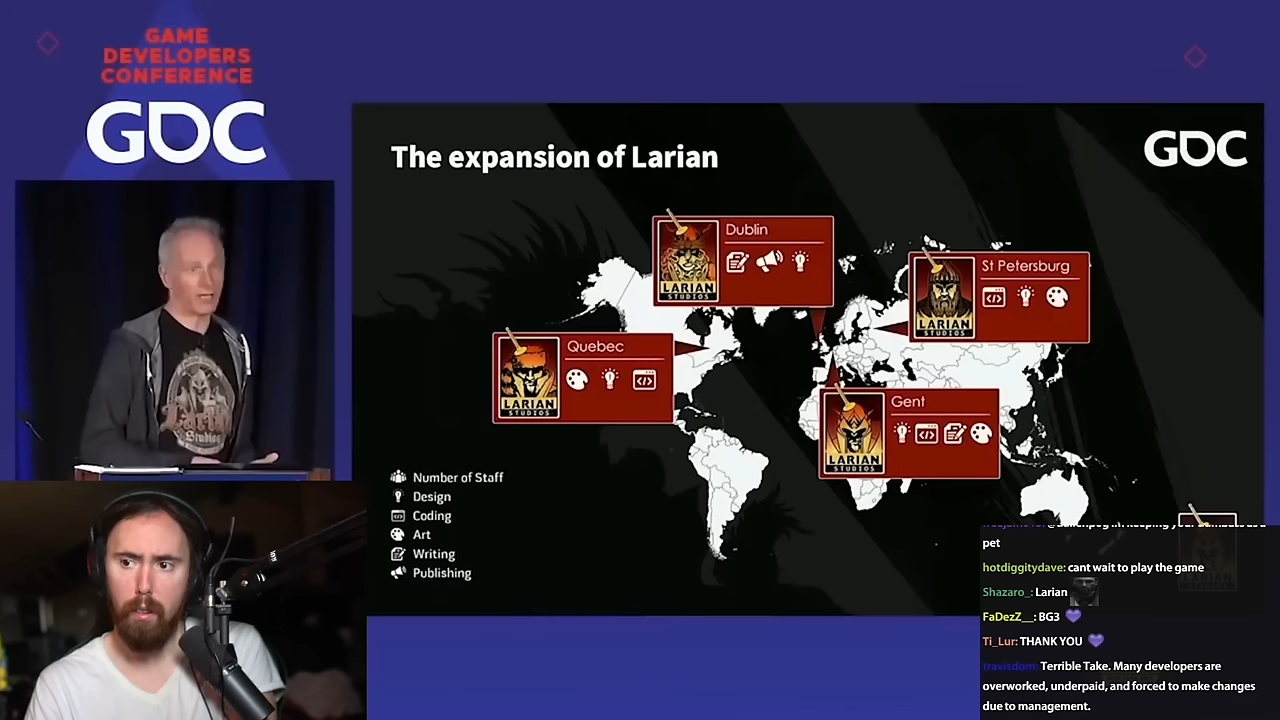 GAME
DEVELOPERS
CONFERENCE
GDC
The expansion of Larian
GDC
Dublin
LARIAN
STUDIOS
St Petersburg
LARIAN
STUDIOS
Quebec
LARIAN
STUDIOS
Gent
LARIAN
STUDIOS
Number of Staff
Design
Coding
Art
Writing
Publishing
Larian
Studios
pet
hotdiggitydave: cant wait to play the game
Shazaro_: Larian
FaDezZ__: BG3
Ti_Lur: THANK YOU
travisdom: Terrible Take. Many developers are
overworked, underpaid, and forced to make changes
due to management.